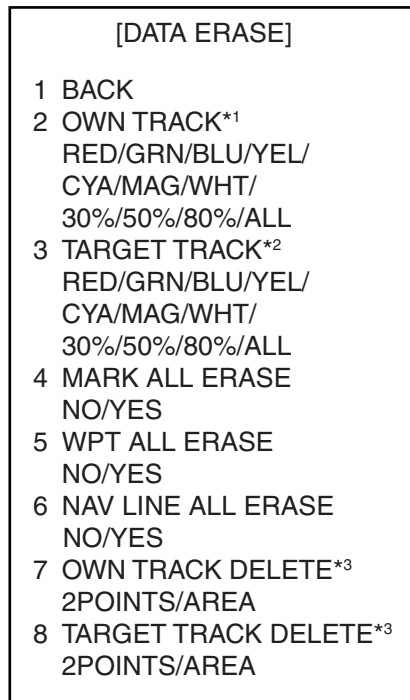 [DATA ERASE]
1 BACK
2 OWN TRACK*1
RED/GRN/BLU/YEL/
CYA/MAG/WHT/
30%/50%/80%/ALL
3 TARGET TRACK*2
RED/GRN/BLU/YEL/
CYA/MAG/WHT/
30%/50%/80%/ALL
4 MARK ALL ERASE
NO/YES
5 WPT ALL ERASE
NO/YES
6 NAV LINE ALL ERASE
NO/YES
7 OWN TRACK DELETE*3
2POINTS/AREA
8 TARGET TRACK DELETE*3
2POINTS/AREA